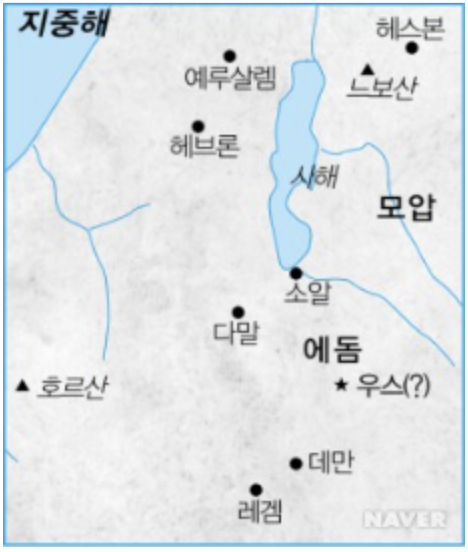 지중해
헤스본
예루살렘
느보산
헤브론
사해
모압
소알
다말
에돔
호르산
우스(?)
데만
레겜
NAVER